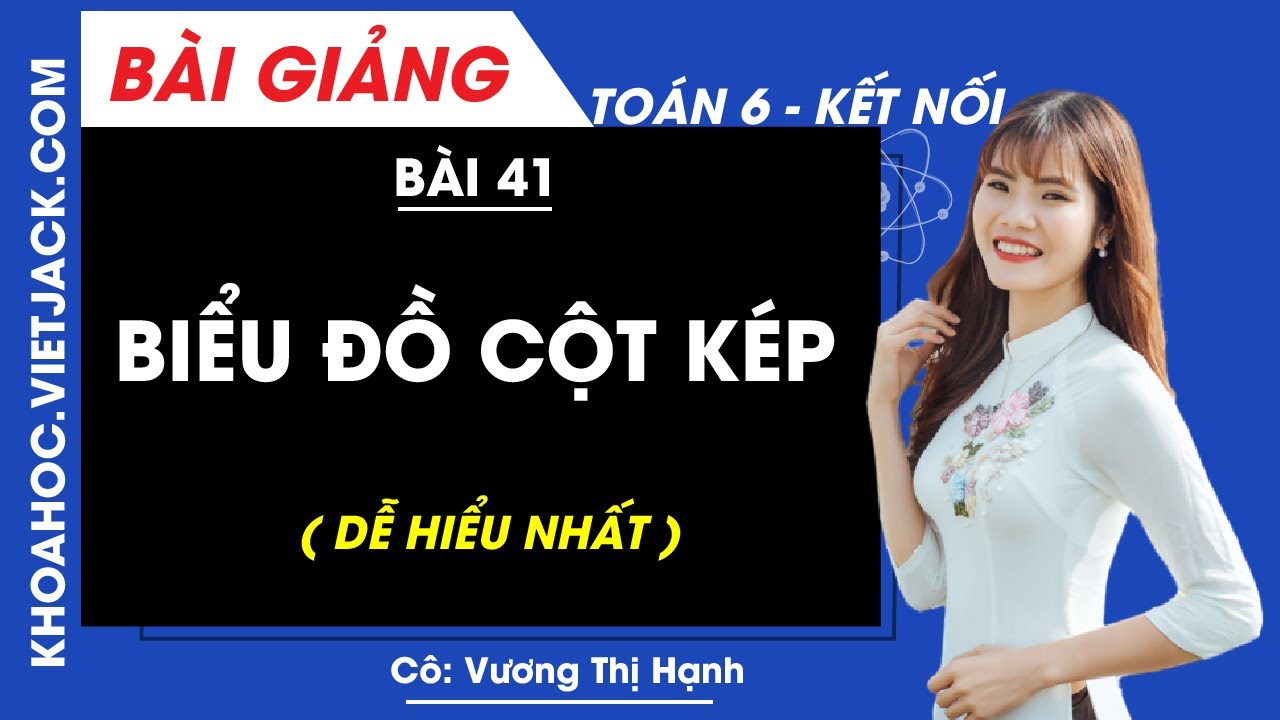 KHOAHOC.VIETJACK.COM
BÀI GIẢNG
TOÁN 6 - KẾT NỐI
BÀI 41
BIỂU ĐỒ CỘT KÉP
( DỄ HIỂU NHẤT )
Cô: Vương Thị Hạnh